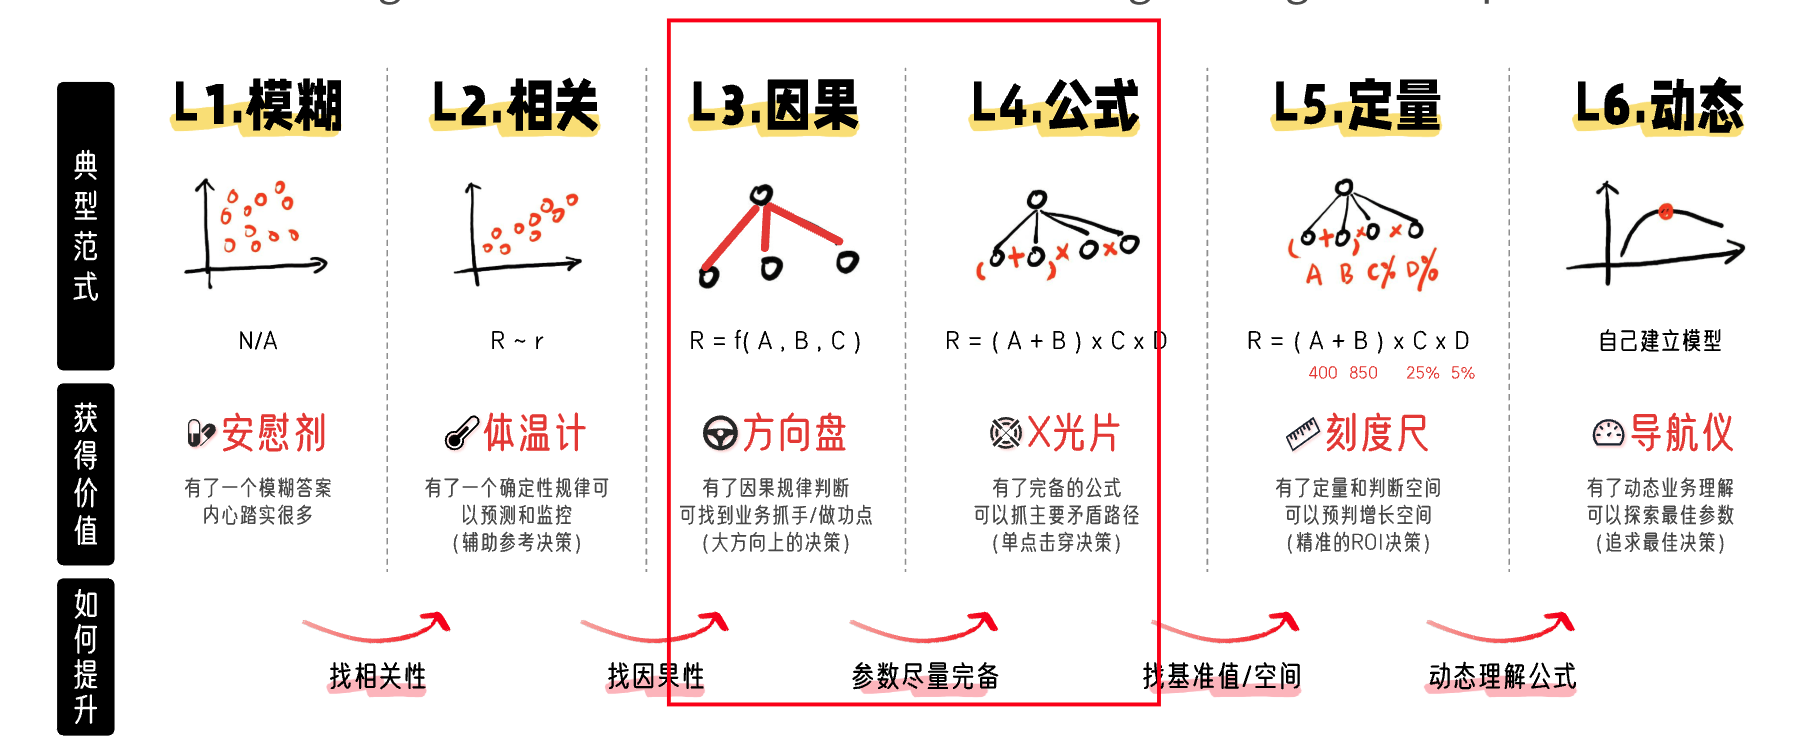 L1.模糊
L2.相关
L3.因果
L4.公式
L5.定量
L6.动态
典型范式
( + ) × ×
( + ) × ×
A B C% D%
N/A
R ~ r
R = f( A , B , C )
R = ( A + B ) x C x D
R = ( A + B ) x C x D
400 850 25% 5%
自己建立模型
获得价值
安慰剂
体温计
方向盘
X光片
刻度尺
导航仪
有了一个模糊答案
内心踏实很多
有了一个确定性规律可
以预测和监控
(辅助参考决策)
有了因果规律判断
可找到业务抓手/做功点
(大方向上的决策)
有了完备的公式
可以抓主要矛盾路径
(单点击穿决策)
有了定量和判断空间
可以预判增长空间
(精准的ROI决策)
有了动态业务理解
可以探索最佳参数
(追求最佳决策)
如何提升
找相关性
找因果性
参数尽量完备
找基准值/空间
动态理解公式